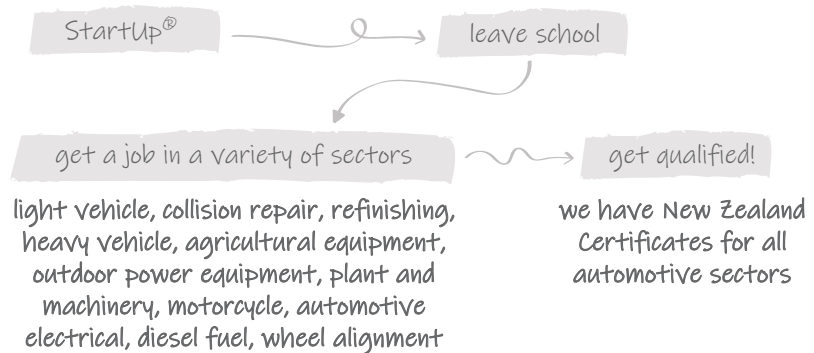 StartUp®
leave school
get a job in a variety of sectors
get qualified!
light vehicle, collision repair, refinishing,
heavy vehicle, agricultural equipment,
outdoor power equipment, plant and
machinery, motorcycle, automotive
electrical, diesel fuel, wheel alignment
we have New Zealand
Certificates for all
automotive sectors